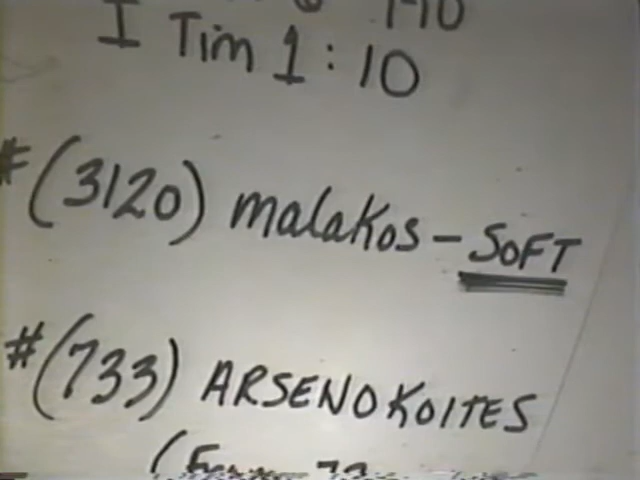 I Tim 1:10
#(3120) malakos - SOFT
#(733) ARSENOKOITES